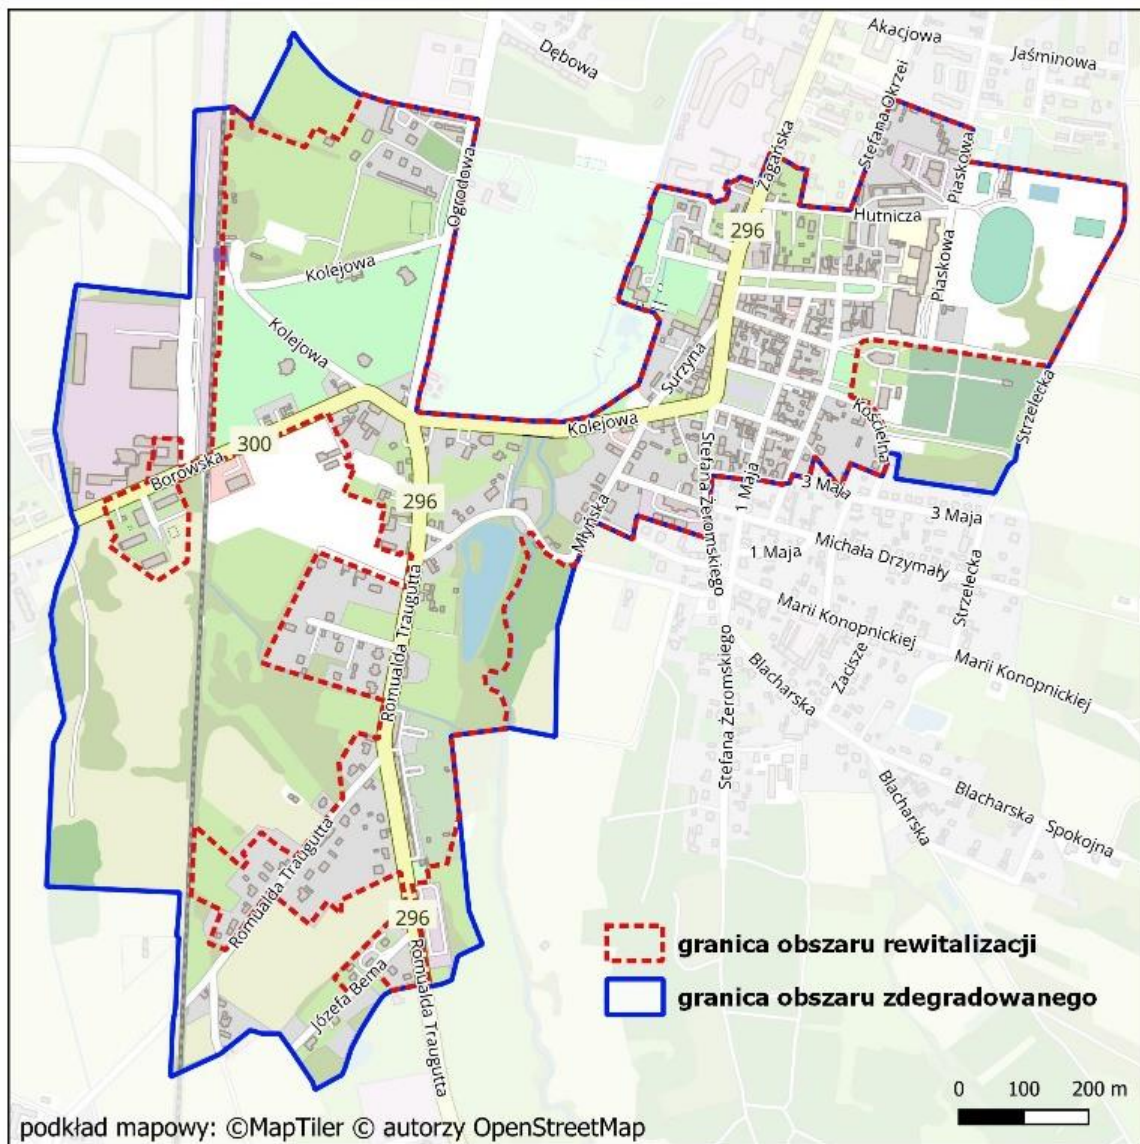 Akacjowa
Jaśminowa
Dębowa
Stefana Okrzei
Żagańska
Piaskowa
Ogrodowa
Hutnicza
296
Kolejowa
Piaskowa
Kolejowa
Surzyna
Strzelecka
Kościelna
Kolejowa
300
Borowska
Stefana Żeromskiego
1 Maja
3 Maja
296
3 Maja
Młyńska
1 Maja
Michała Drzymały
Strzelecka
Marii Konopnickiej
Romualda Traugutta
Zacisze
Marii Konopnickiej
Stefana Żeromskiego
Blacharska
Blacharska
Blacharska
Spokojna
Romualda Traugutta
296
Romualda Traugutta
Józefa Bema
granica obszaru rewitalizacji
granica obszaru zdegradowanego
0 100 200 m
podkład mapowy: ©MapTiler © autorzy OpenStreetMap